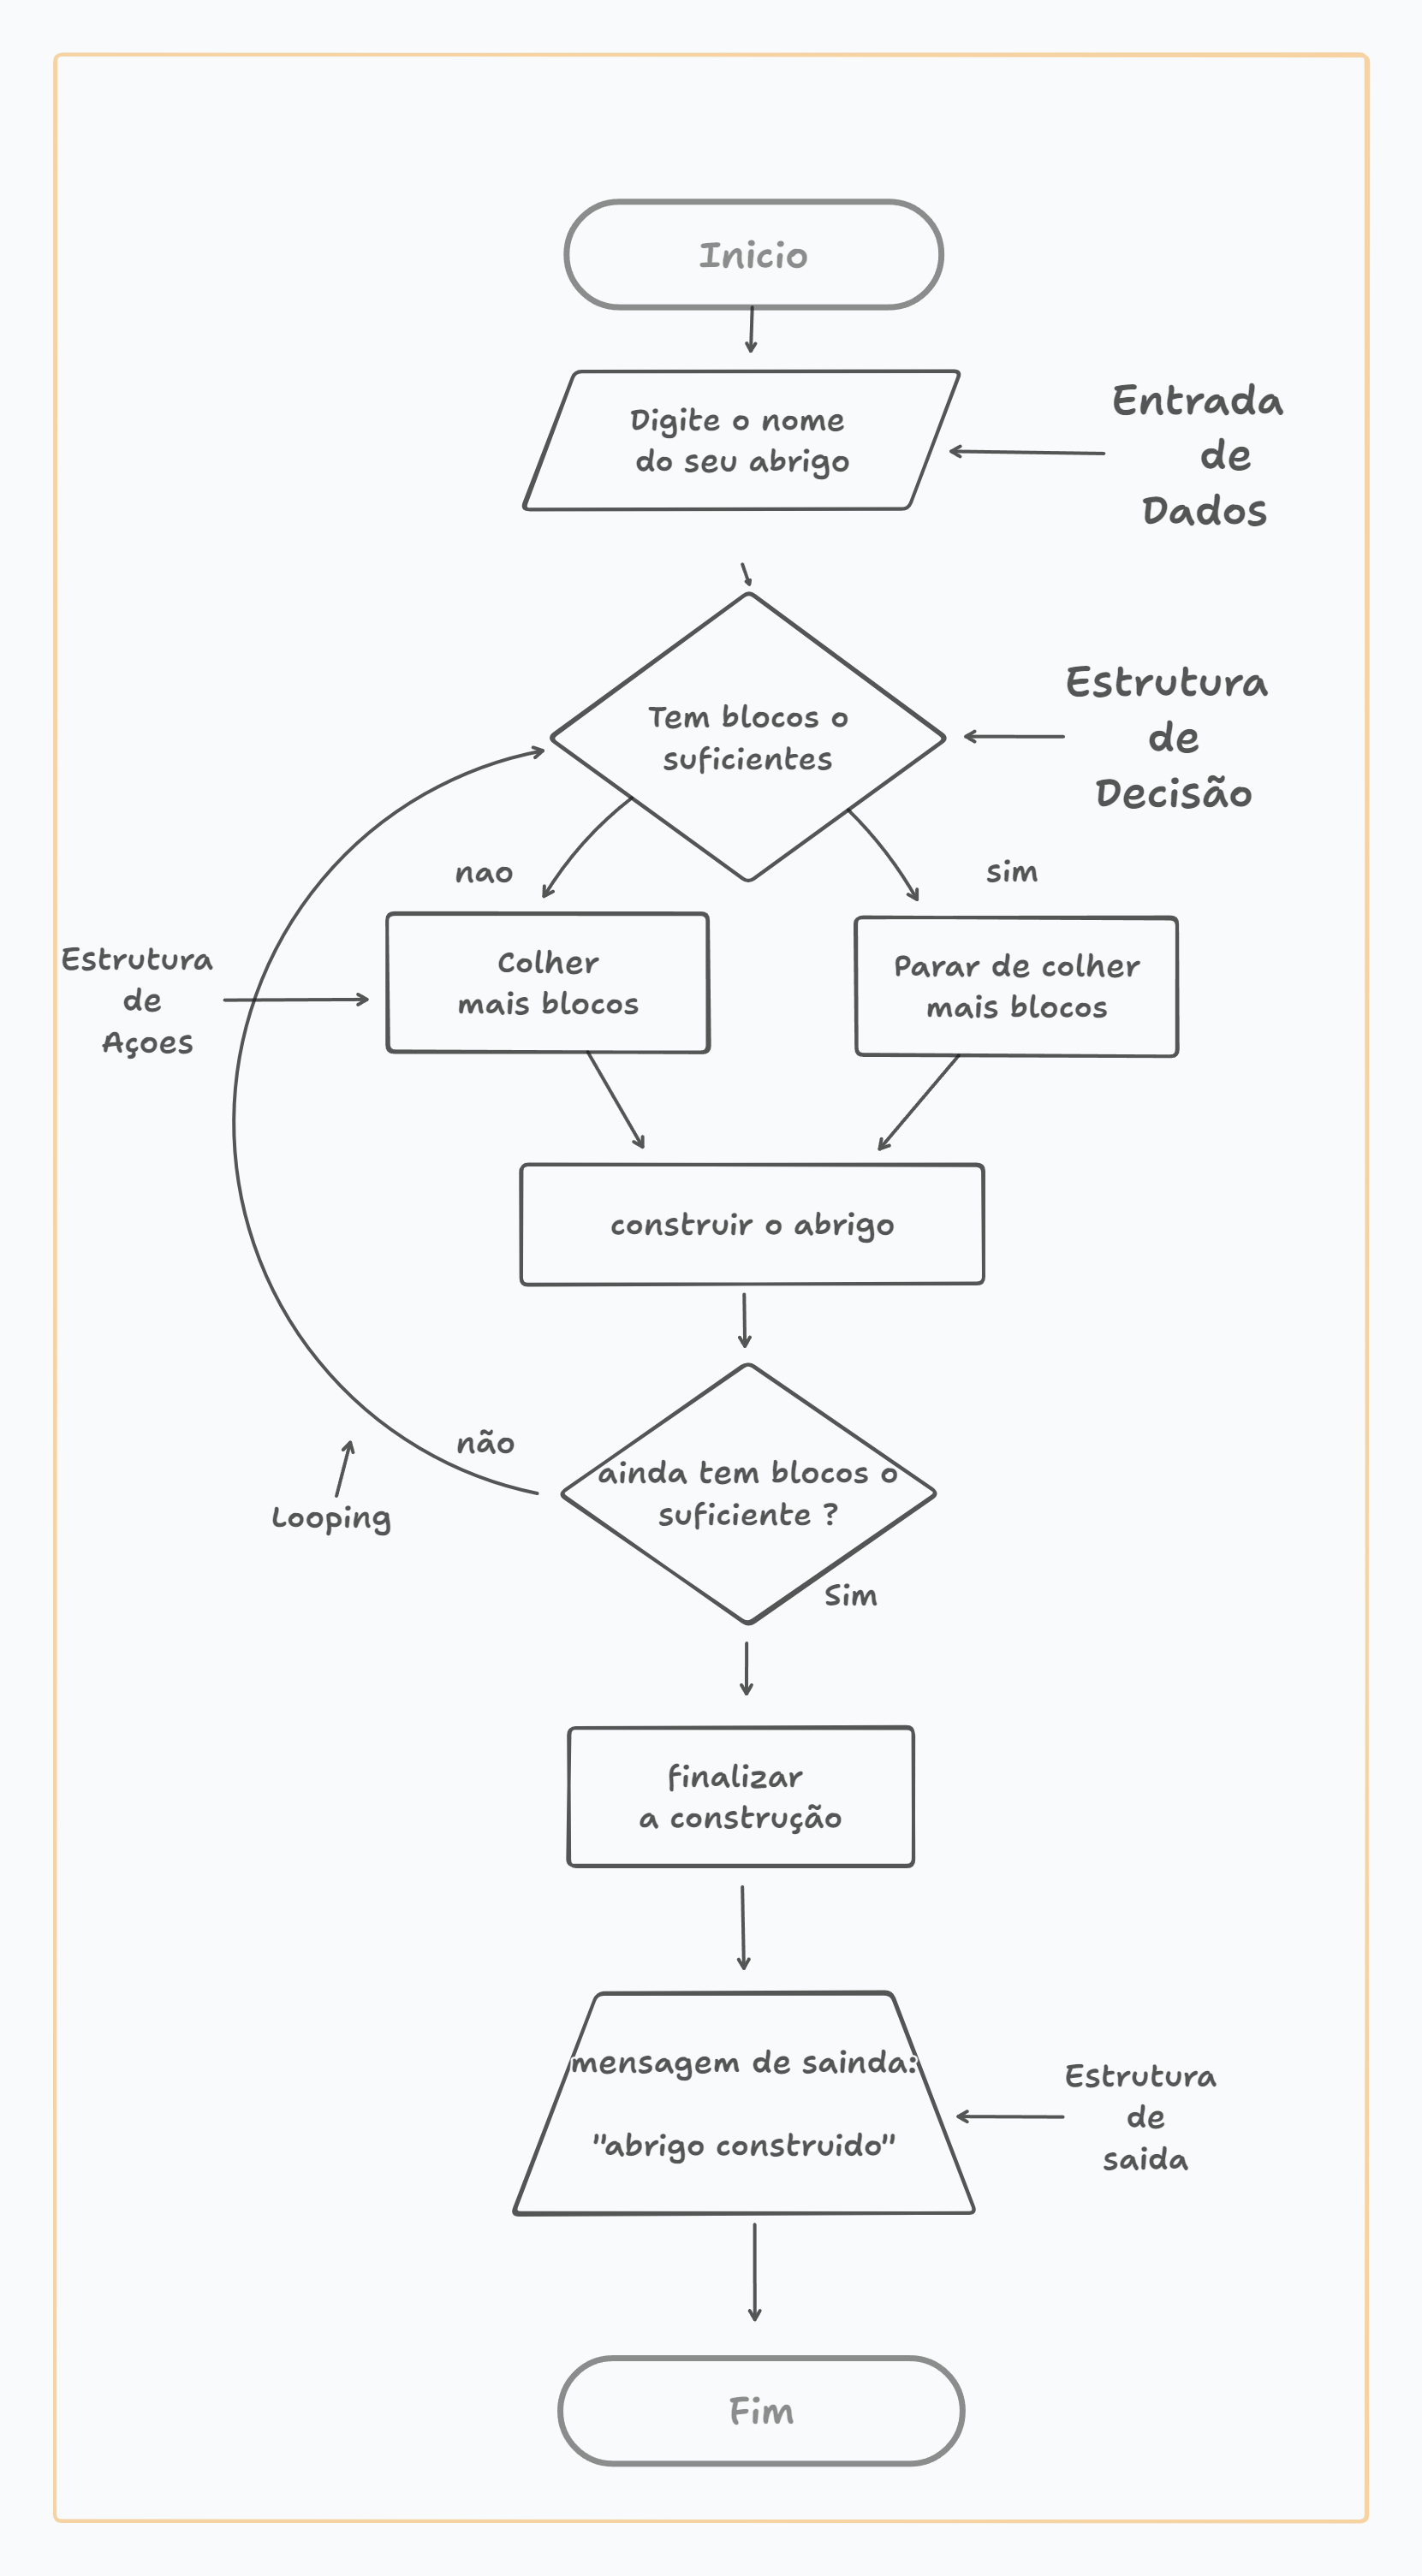 Inicio
Digite o nome
do seu abrigo
Entrada
de
Dados
Tem blocos o
suficientes
Estrutura
de
Decisão
nao
sim
Estrutura
de
Açoes
Colher
mais blocos
Parar de colher
mais blocos
construir o abrigo
não
Looping
ainda tem blocos o
suficiente ?
Sim
finalizar
a construção
mensagem de sainda:
"abrigo construido"
Estrutura
de
saida
Fim